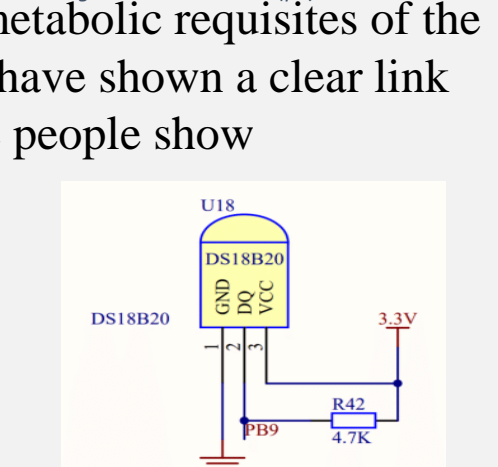 metabolic requisites of the
have shown a clear link
people show
U18
DS18B20
GND
DQ
VCC
DS18B20
3.3V
1
2
3
R42
PB9
4.7K